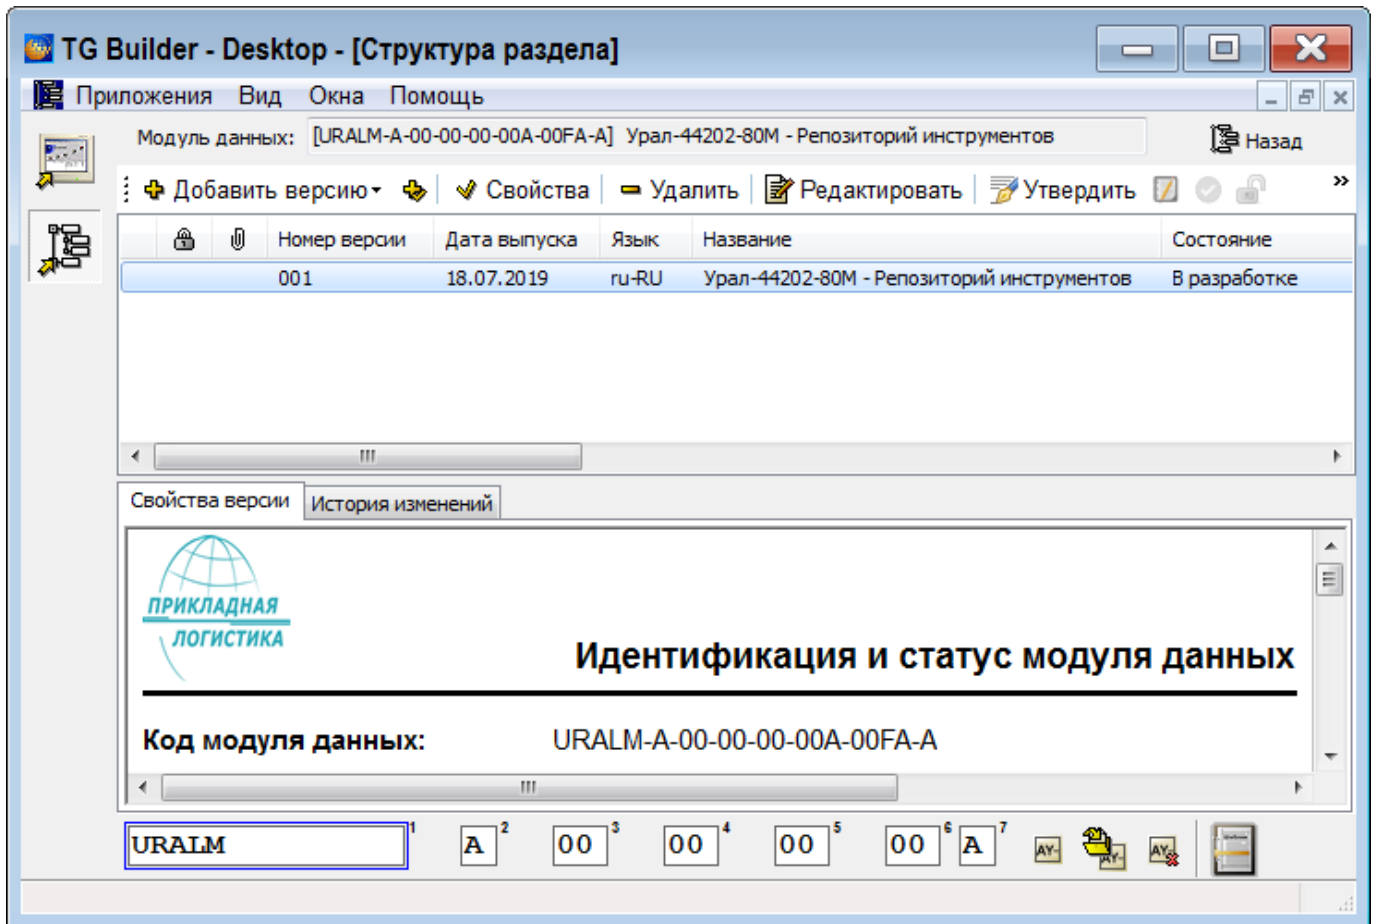 TG Builder - Desktop - [Структура раздела]
Приложения Вид Окна Помощь
Модуль данных: [URALM-A-00-00-00-00A-00FA-A] Урал-44202-80М - Репозиторий инструментов Назад
Добавить версию Свойства Удалить Редактировать Утвердить »
Номер версии Дата выпуска Язык Название Состояние
001 18.07.2019 ru-RU Урал-44202-80М - Репозиторий инструментов В разработке
Свойства версии История изменений
ПРИКЛАДНАЯ
ЛОГИСТИКА
Идентификация и статус модуля данных
Код модуля данных: URALM-A-00-00-00-00A-00FA-A
URALM 1 A 2 00 3 00 4 00 5 00 6 A 7 AY- AY- AY-